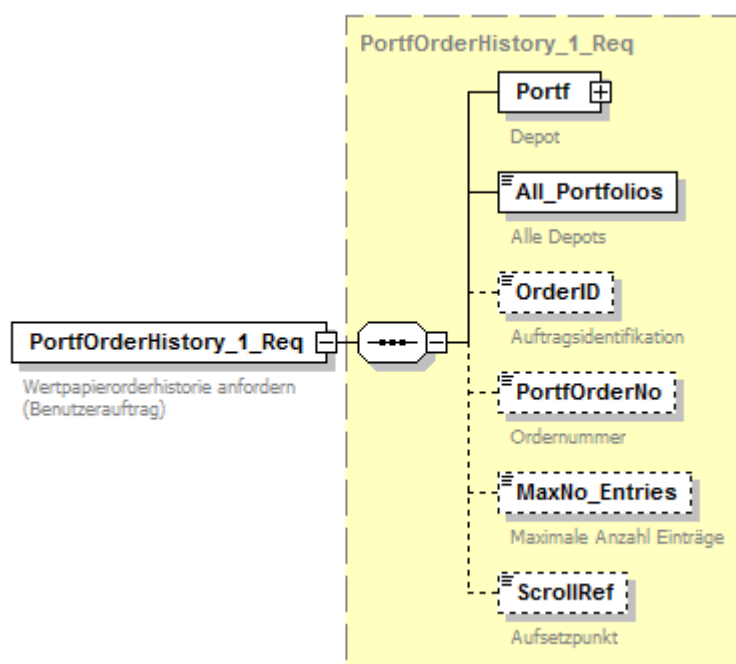 PortfOrderHistory_1_Req
Portf
Depot
All_Portfolios
Alle Depots
OrderID
Auftragsidentifikation
PortfOrderHistory_1_Req
Wertpapierorderhistorie anfordern
(Benutzerauftrag)
PortfOrderNo
Ordernummer
MaxNo_Entries
Maximale Anzahl Einträge
ScrollRef
Aufsetzpunkt